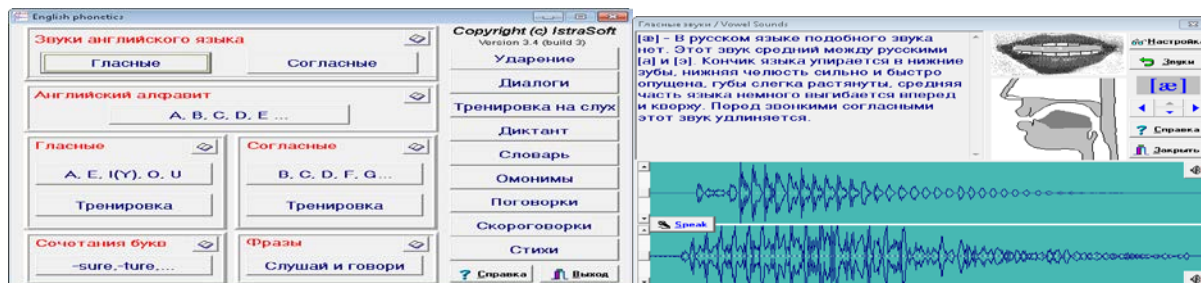 English phonetics
Звуки английского языка
Гласные
Согласные
Английский алфавит
A, B, C, D, E ...
Гласные
A, E, I(Y), O, U
Тренировка
Согласные
B, C, D, F, G...
Тренировка
Сочетания букв
-sure,-ture,...
Фразы
Слушай и говори
Copyright (c) IstraSoft
Version 3.4 (build 3)
Ударение
Диалоги
Тренировка на слух
Диктант
Словарь
Омонимы
Поговорки
Скороговорки
Стихи
? Справка
Выход
Гласные звуки / Vowel Sounds
[æ] - В русском языке подобного звука
нет. Этот звук средний между русскими
[а] и [э]. Кончик языка упирается в нижние
зубы, нижняя челюсть сильно и быстро
опущена, губы слегка растянуты, средняя
часть языка немного выгибается вперед
и кверху. Перед звонкими согласными
этот звук удлиняется.
Настройк
Звуки
[æ]
? Справка
Закрыть
Speak